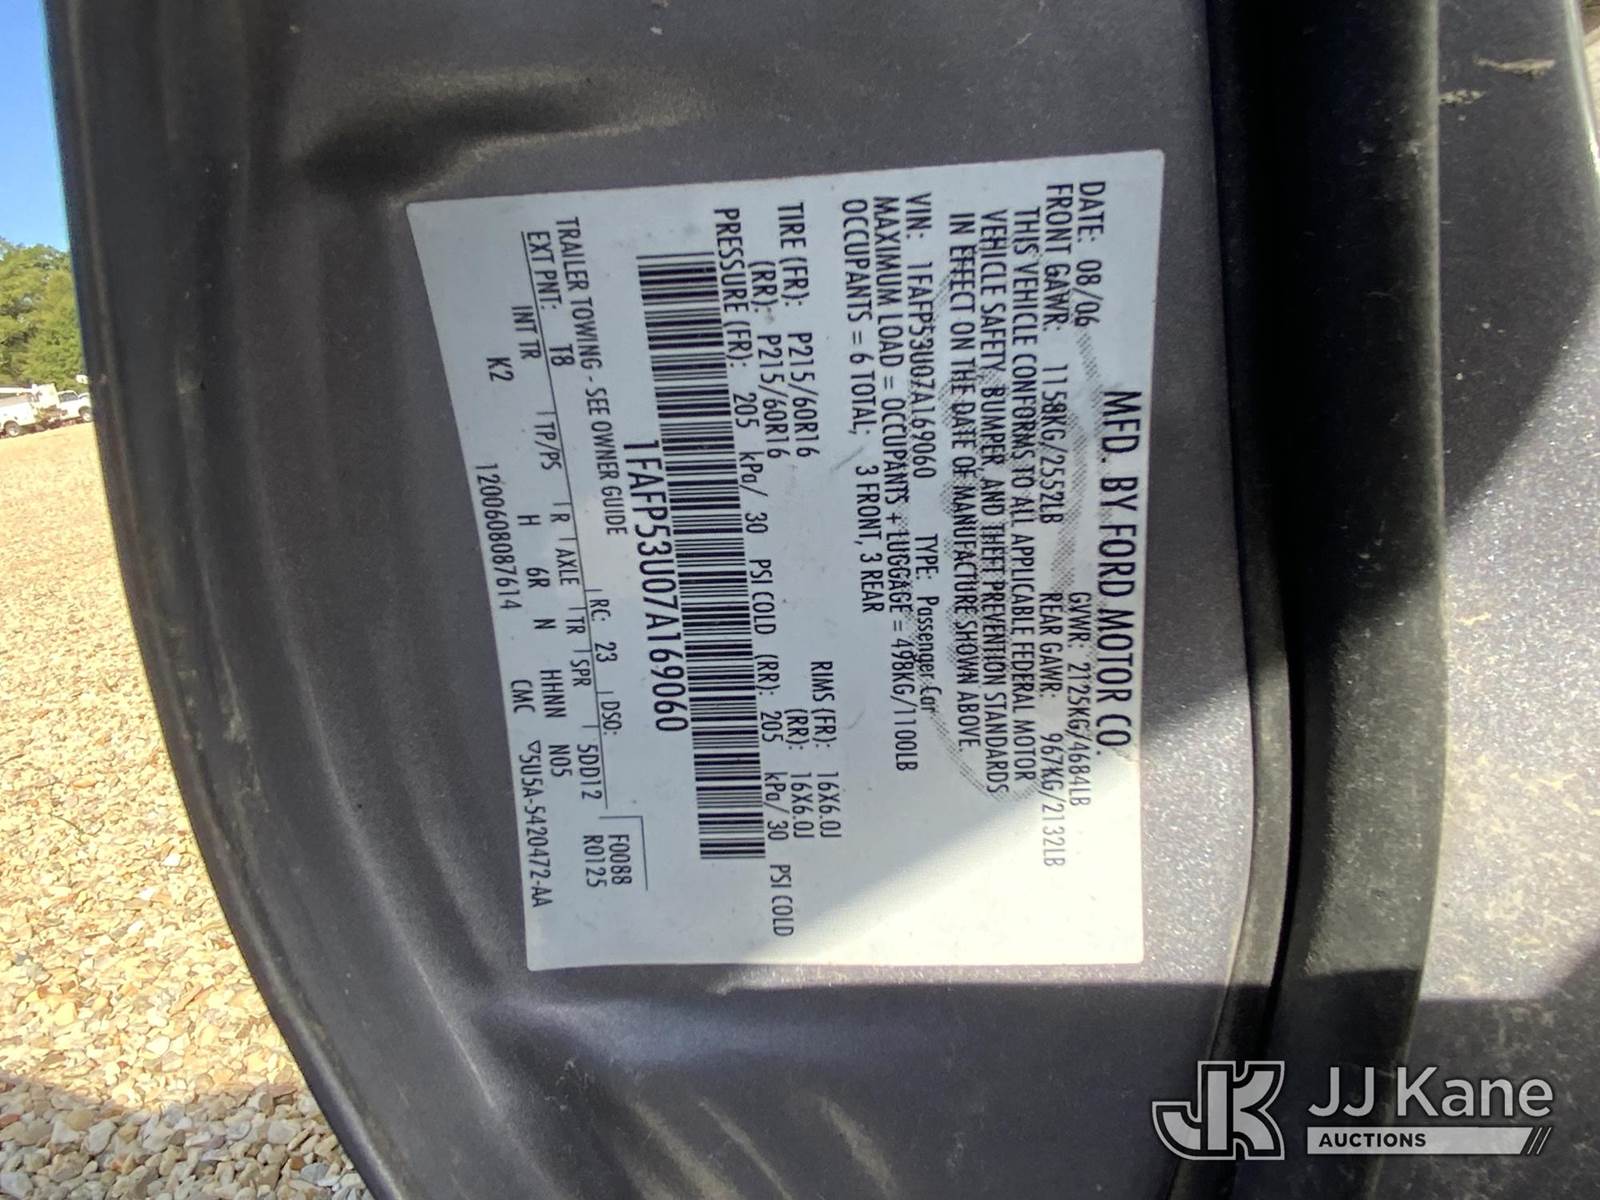 MFD. BY FORD MOTOR CO.
DATE: 08/06 GVWR: 2125KG/4684LB
FRONT GAWR: 1158KG/2552LB REAR GAWR: 967KG/2132LB
THIS VEHICLE CONFORMS TO ALL APPLICABLE FEDERAL MOTOR
VEHICLE SAFETY, BUMPER, AND THEFT PREVENTION STANDARDS
IN EFFECT ON THE DATE OF MANUFACTURE SHOWN ABOVE.
VIN: 1FAFP53U07A169060 TYPE: Passenger Car
MAXIMUM LOAD = OCCUPANTS + LUGGAGE = 498KG/1100LB
OCCUPANTS = 6 TOTAL; 3 FRONT, 3 REAR
TIRE (FR): P215/60R16 RIMS (FR): 16X6.0J
(RR): P215/60R16 (RR): 16X6.0J
PRESSURE (FR): 205 kPa/ 30 PSI COLD (RR): 205 kPa/ 30 PSI COLD
1FAFP53U07A169060
TRAILER TOWING - SEE OWNER GUIDE F0088
EXT PNT: T8 RC: 23 DSO: R0125
INT TR TP/PS R AXLE TR SPR 5DD12
K2 H 6R N HHNN N05
1200608087614 CMC ▽5U5A-5420472-AA
JK JJ Kane
AUCTIONS